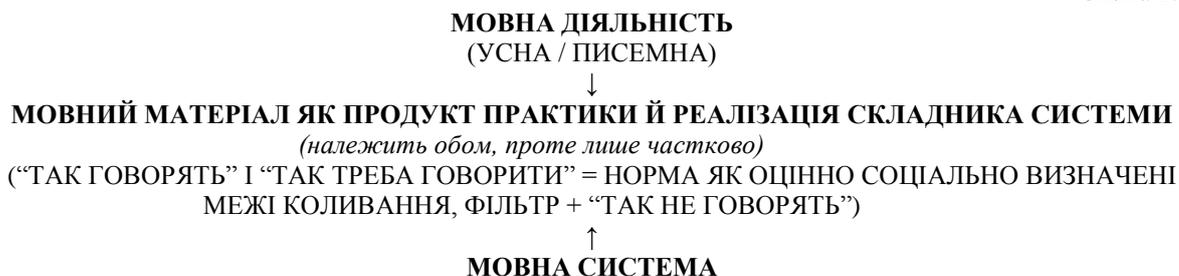 МОВНА ДІЯЛЬНІСТЬ
(УСНА / ПИСЕМНА)
↓
МОВНИЙ МАТЕРІАЛ ЯК ПРОДУКТ ПРАКТИКИ Й РЕАЛІЗАЦІЯ СКЛАДНИКА СИСТЕМИ
(належить обом, проте лише частково)
(“ТАК ГОВОРЯТЬ” І “ТАК ТРЕБА ГОВОРИТИ” = НОРМА ЯК ОЦІННО СОЦІАЛЬНО ВИЗНАЧЕНІ
МЕЖІ КОЛИВАННЯ, ФІЛЬТР + “ТАК НЕ ГОВОРЯТЬ”)
↑
МОВНА СИСТЕМА